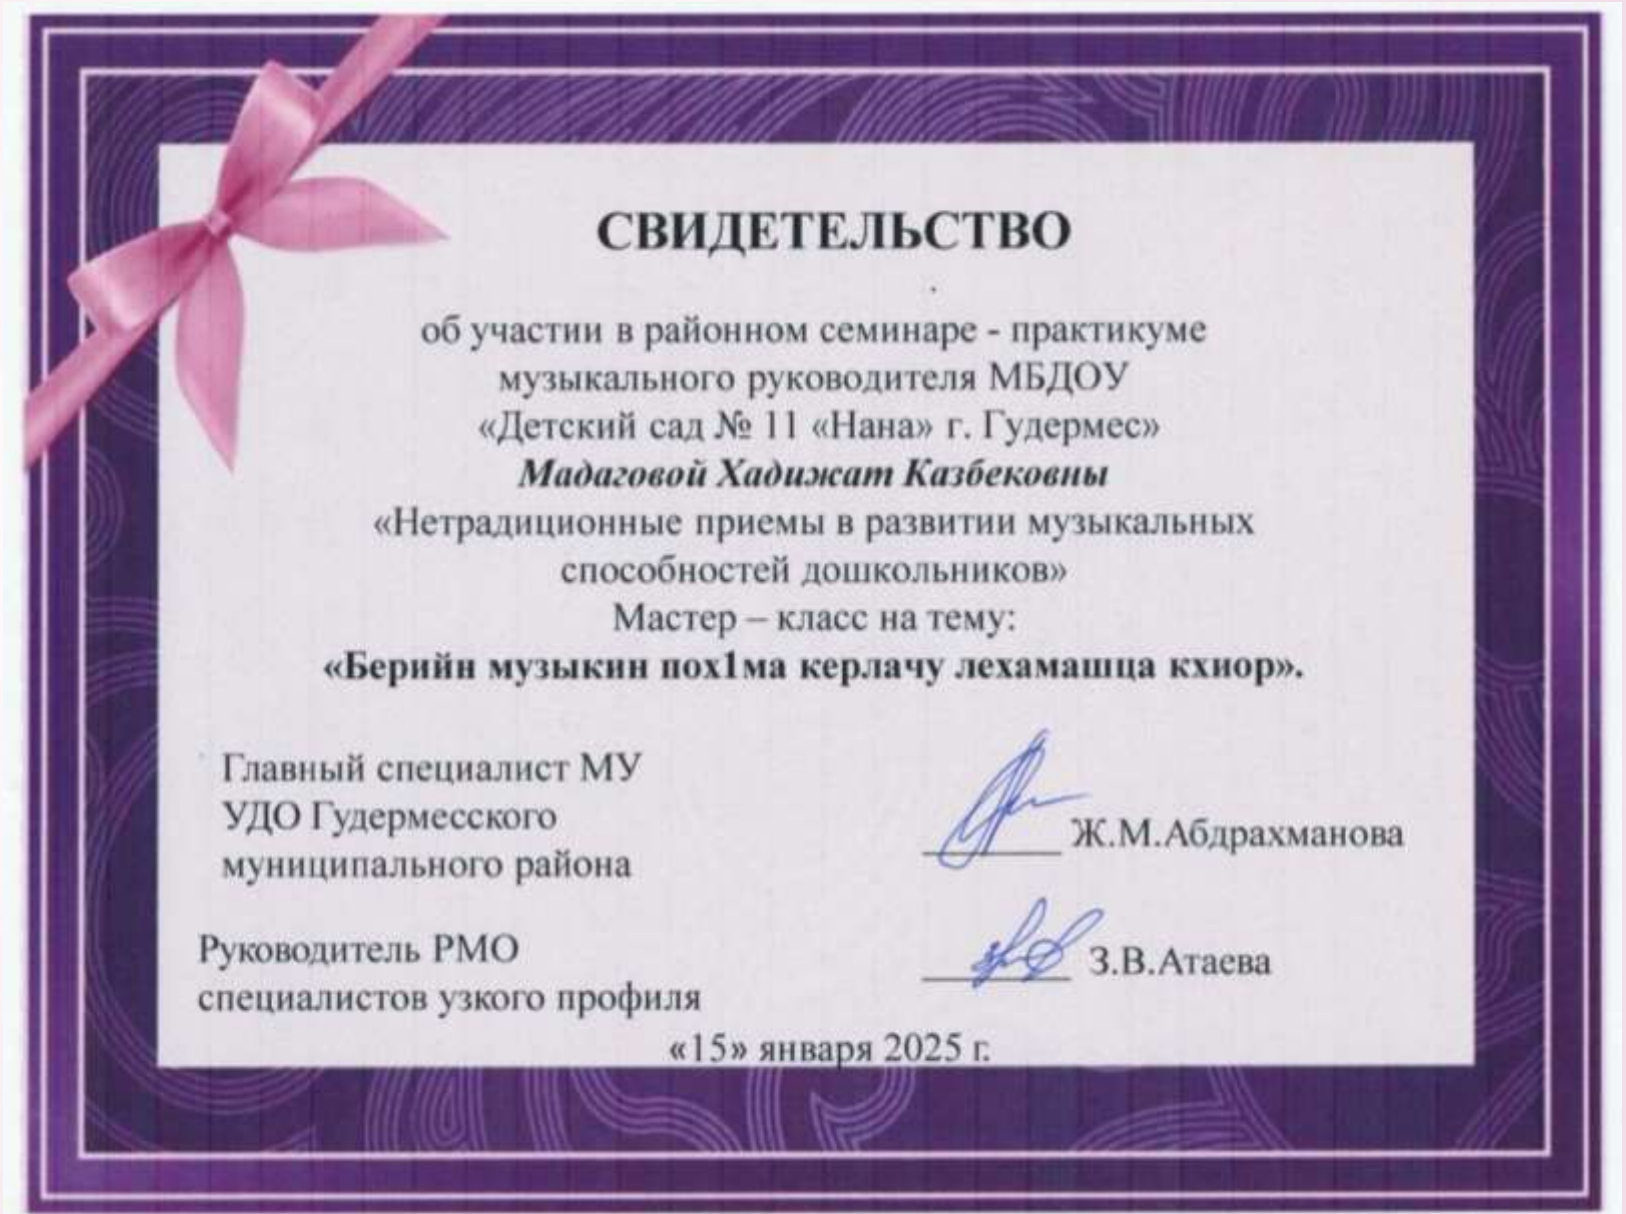 СВИДЕТЕЛЬСТВО
об участии в районном семинаре - практикуме
музыкального руководителя МБДОУ
«Детский сад № 11 «Нана» г. Гудермес»
Мадаговой Хадижат Казбековны
«Нетрадиционные приемы в развитии музыкальных
способностей дошкольников»
Мастер – класс на тему:
«Берийн музыкин пох1ма керлачу лехамашца кхиор».
Главный специалист МУ
УДО Гудермесского
муниципального района
Ж.М.Абдрахманова
Руководитель РМО
специалистов узкого профиля
З.В.Атаева
«15» января 2025 г.